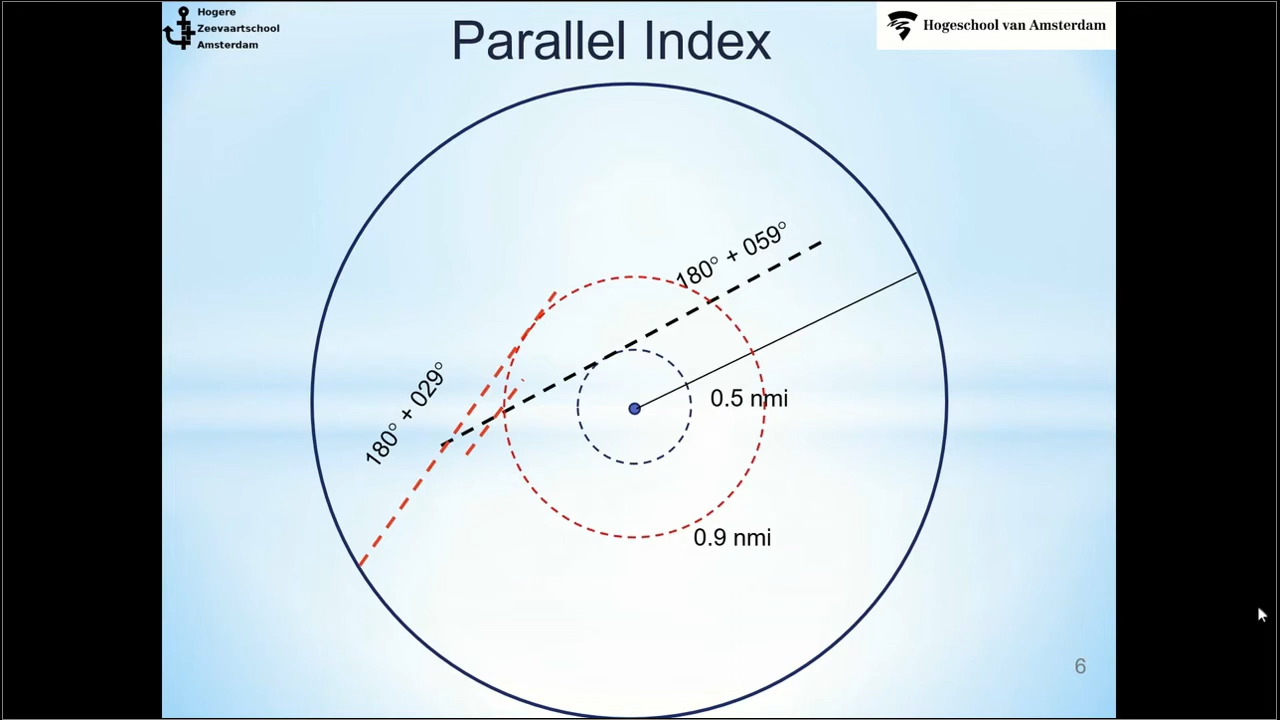 Hogere
Zeevaartschool
Amsterdam
Parallel Index
Hogeschool van Amsterdam
180° + 059°
180° + 029°
0.5 nmi
0.9 nmi
6